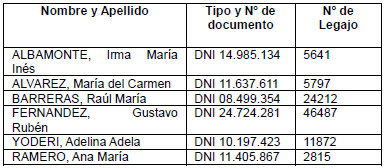 Nombre y Apellido Tipo y N° de documento N° de Legajo
ALBAMONTE, Irma María Inés DNI 14.985.134 5641
ALVAREZ, María del Carmen DNI 11.637.611 5797
BARRERAS, Raúl María DNI 08.499.354 24212
FERNANDEZ, Gustavo Rubén DNI 24.724.281 46487
YODERI, Adelina Adela DNI 10.197.423 11872
RAMERO, Ana María DNI 11.405.867 2815